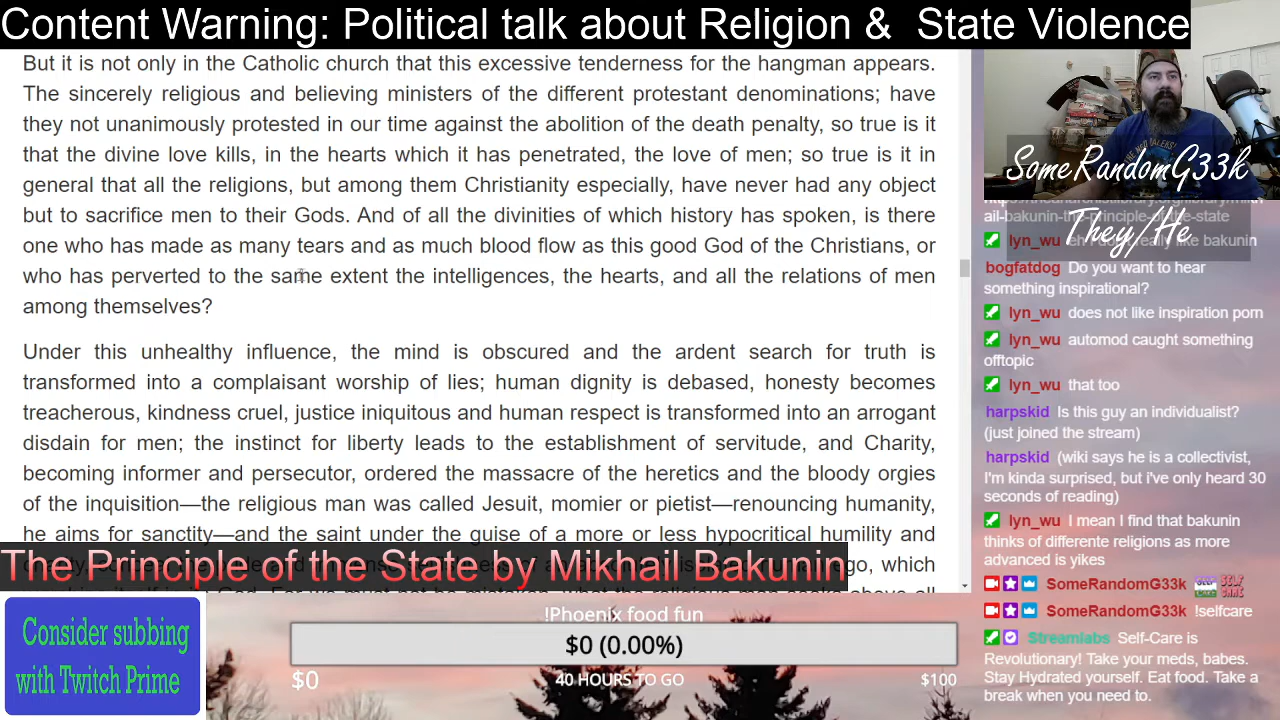 Content Warning: Political talk about Religion & State Violence
But it is not only in the Catholic church that this excessive tenderness for the hangman appears.
The sincerely religious and believing ministers of the different protestant denominations; have
they not unanimously protested in our time against the abolition of the death penalty, so true is it
that the divine love kills, in the hearts which it has penetrated, the love of men; so true is it in
general that all the religions, but among them Christianity especially, have never had any object
but to sacrifice men to their Gods. And of all the divinities of which history has spoken, is there
one who has made as many tears and as much blood flow as this good God of the Christians, or
who has perverted to the same extent the intelligences, the hearts, and all the relations of men
among themselves?
Under this unhealthy influence, the mind is obscured and the ardent search for truth is
transformed into a complaisant worship of lies; human dignity is debased, honesty becomes
treacherous, kindness cruel, justice iniquitous and human respect is transformed into an arrogant
disdain for men; the instinct for liberty leads to the establishment of servitude, and Charity,
becoming informer and persecutor, ordered the massacre of the heretics and the bloody orgies
of the inquisition—the religious man was called Jesuit, momier or pietist—renouncing humanity,
he aims for sanctity—and the saint under the guise of a more or less hypocritical humility and
ego, which
The Principle of the State by Mikhail Bakunin
SomeRandomG33k
They/He
ail-bakunin-the-principle-of-the-state
lyn_wu eh I don't really like bakunin
bogfatdog Do you want to hear
something inspirational?
lyn_wu does not like inspiration porn
lyn_wu automod caught something
offtopic
lyn_wu that too
harpskid Is this guy an individualist?
(just joined the stream)
harpskid (wiki says he is a collectivist,
I'm kinda surprised, but i've only heard 30
seconds of reading)
lyn_wu I mean I find that bakunin
thinks of differente religions as more
advanced is yikes
SomeRandomG33k
SomeRandomG33k !selfcare
Streamlabs Self-Care is
Revolutionary! Take your meds, babes.
Stay Hydrated yourself. Eat food. Take a
break when you need to.
Consider subbing
with Twitch Prime
!Phoenix food fun
$0 (0.00%)
$0
40 HOURS TO GO
$100